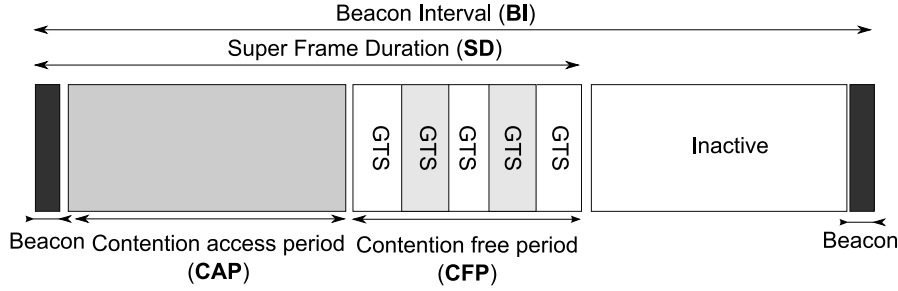 Beacon Interval (BI)
Super Frame Duration (SD)
GTS
GTS
GTS
GTS
GTS
Inactive
Beacon
Contention access period
(CAP)
Contention free period
(CFP)
Beacon